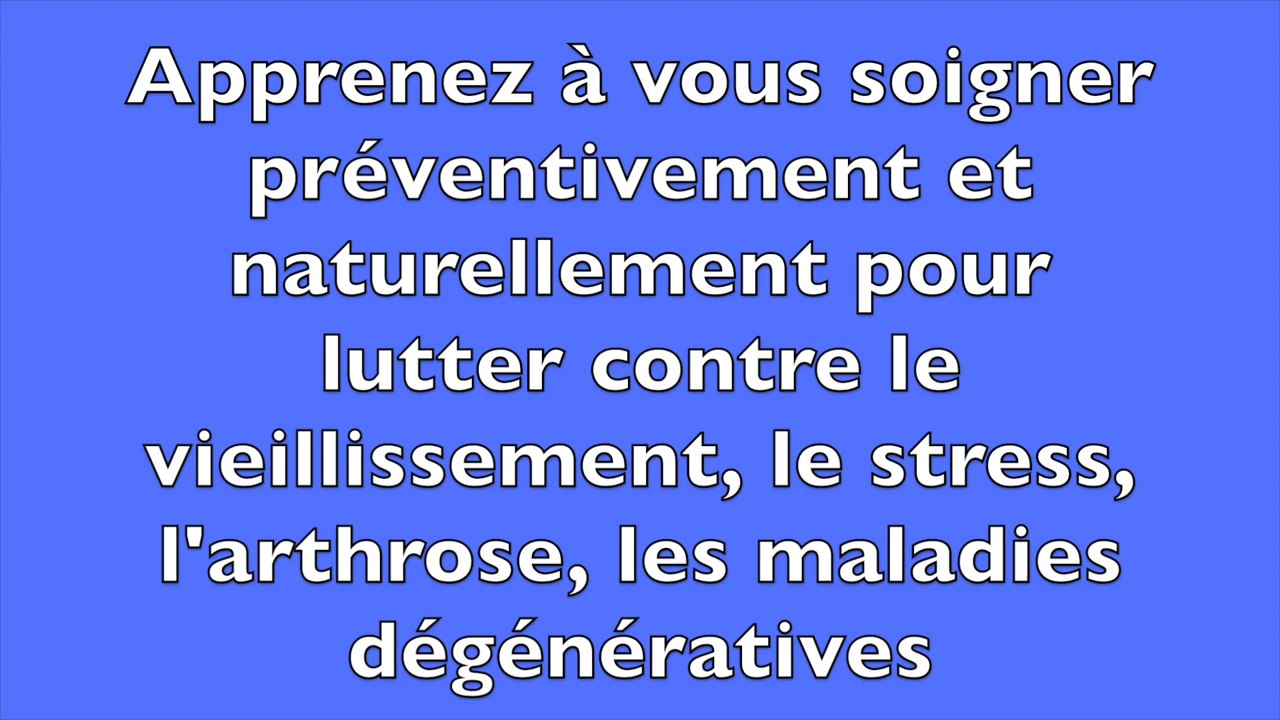 Apprenez à vous soigner
préventivement et
naturellement pour
lutter contre le
vieillissement, le stress,
l'arthrose, les maladies
dégénératives